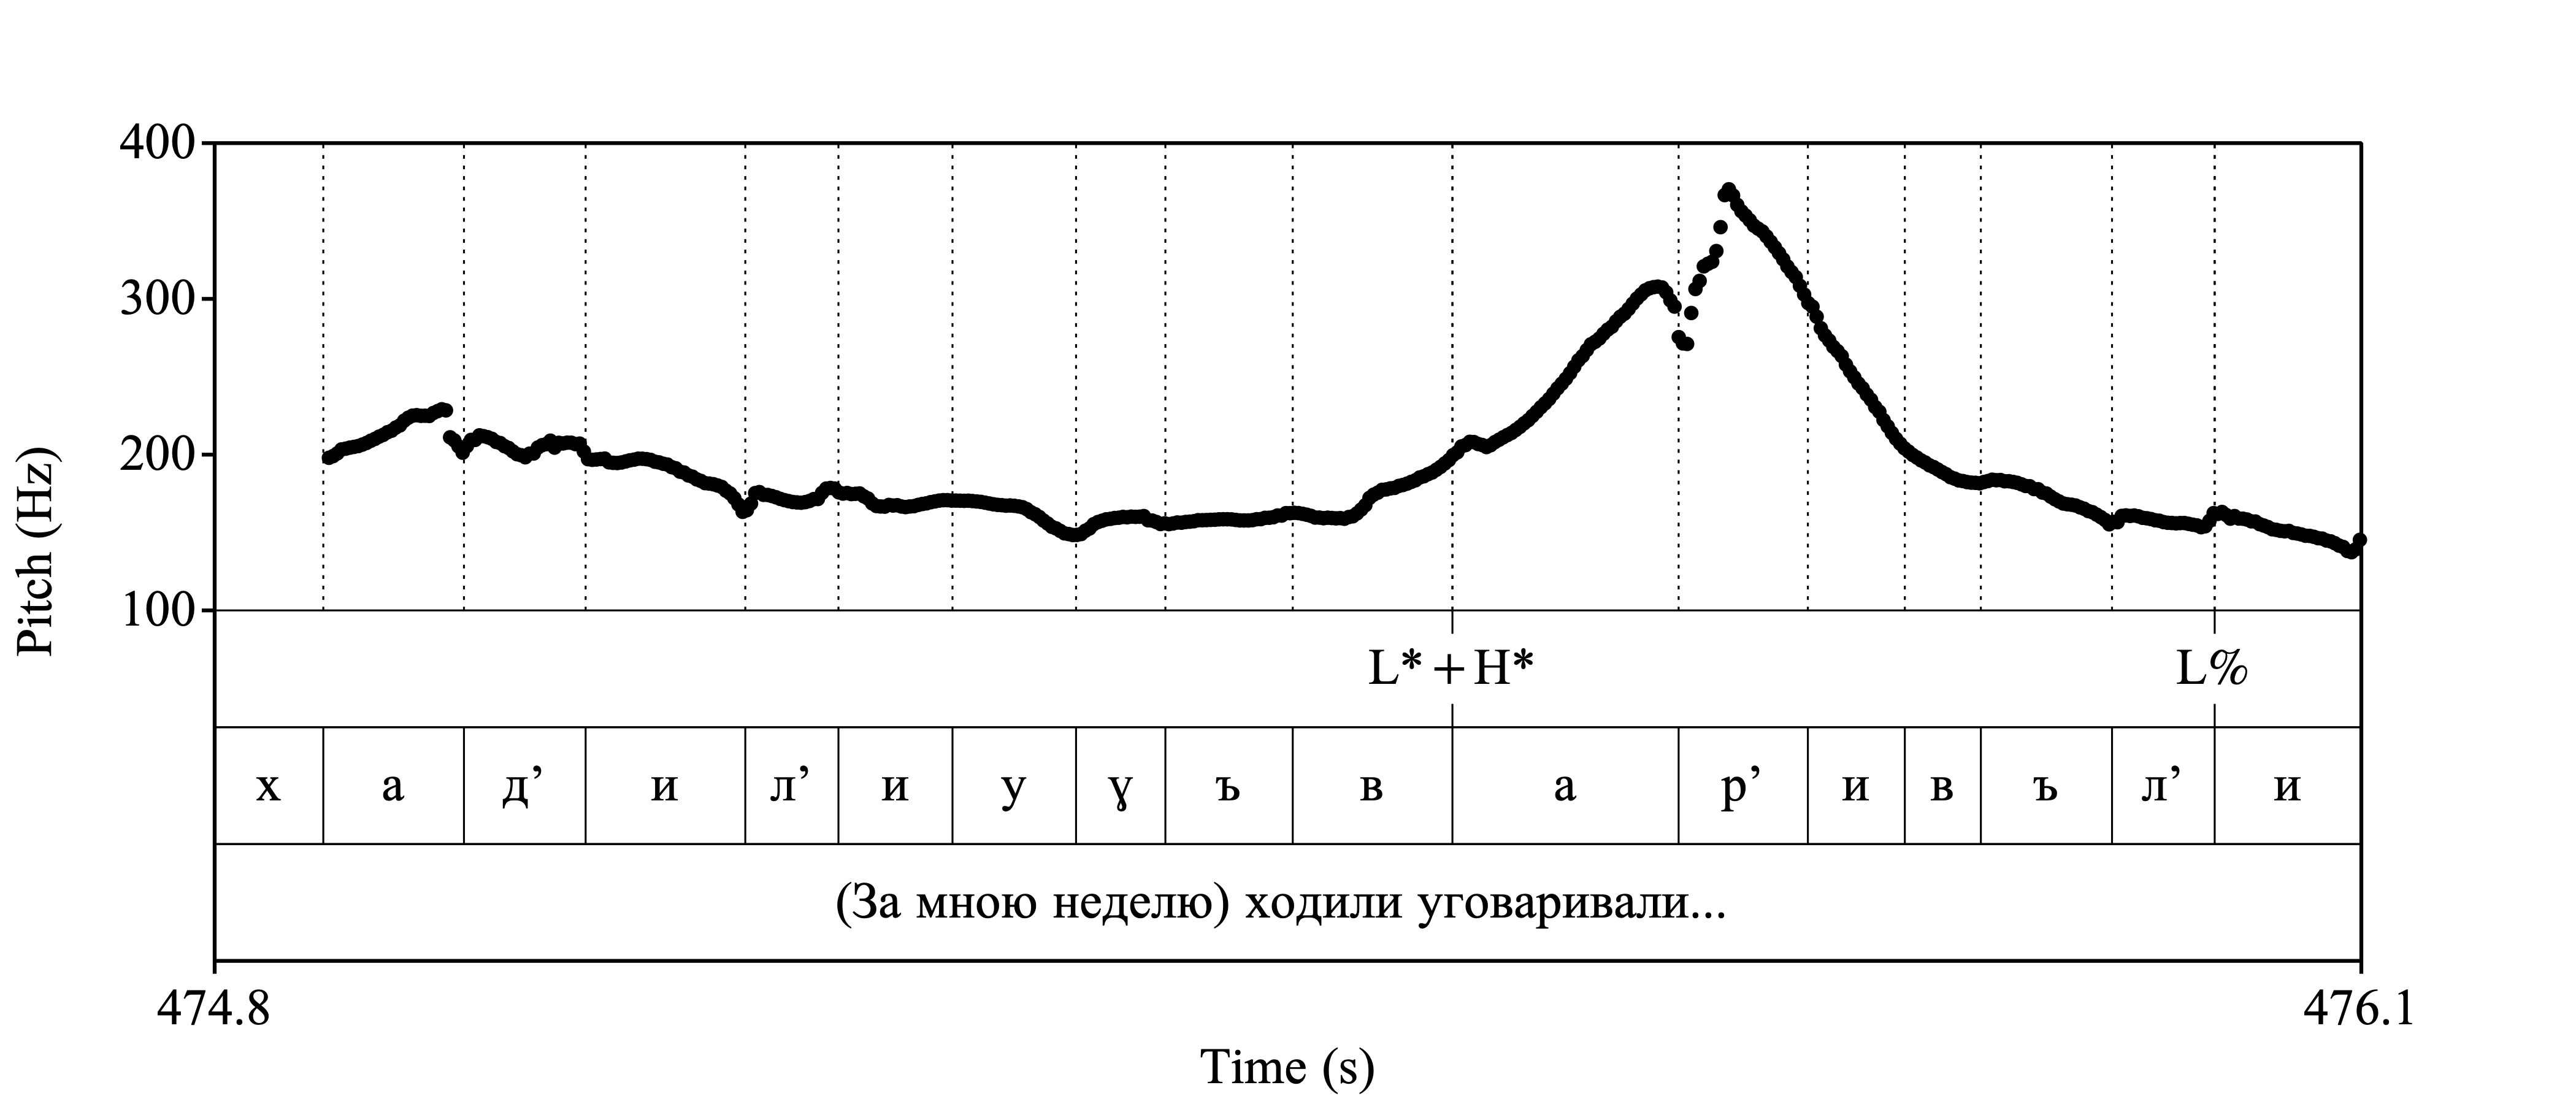 400
300
200
100
Pitch (Hz)
L*+H* L%
х а д’ и л’ и у ɣ ъ в а р’ и в ъ л’ и
(За мною неделю) ходили уговаривали...
474.8 476.1
Time (s)